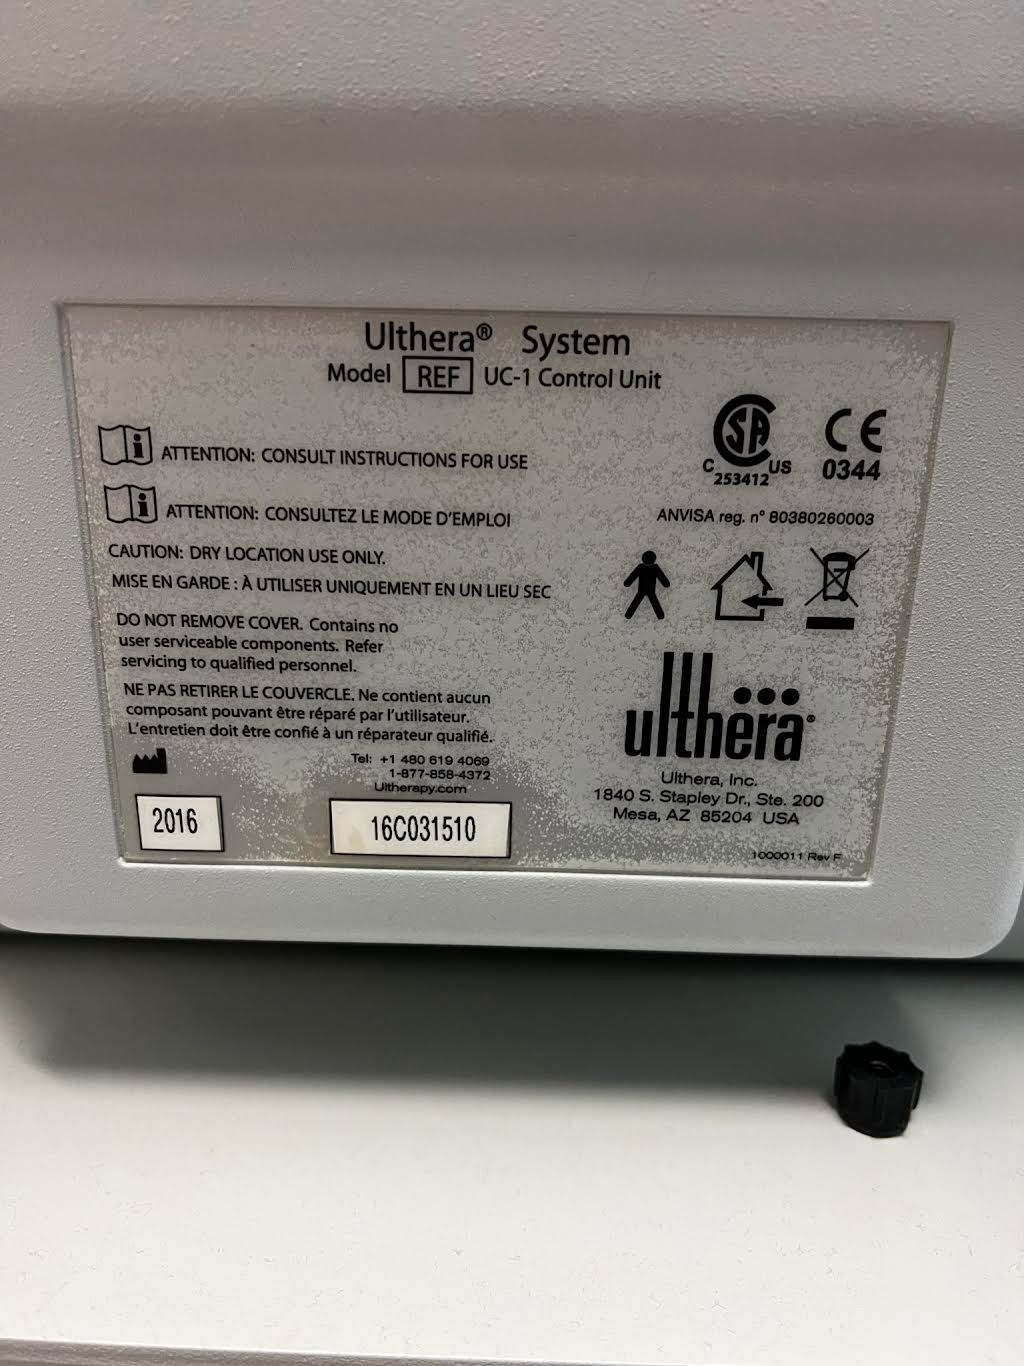 Ulthera® System
Model REF UC-1 Control Unit
ATTENTION: CONSULT INSTRUCTIONS FOR USE
ATTENTION: CONSULTEZ LE MODE D'EMPLOI
CAUTION: DRY LOCATION USE ONLY.
MISE EN GARDE : À UTILISER UNIQUEMENT EN UN LIEU SEC
DO NOT REMOVE COVER. Contains no
user serviceable components. Refer
servicing to qualified personnel.
NE PAS RETIRER LE COUVERCLE. Ne contient aucun
composant pouvant être réparé par l'utilisateur.
L'entretien doit être confié à un réparateur qualifié.
Tel: +1 480 619 4069
1-877-858-4372
Ultherapy.com
2016
16C031510
C SA US
253412
CE
0344
ANVISA reg. n° 80380260003
ulthera®
Ulthera, Inc.
1840 S. Stapley Dr., Ste. 200
Mesa, AZ 85204 USA
1000011 Rev F